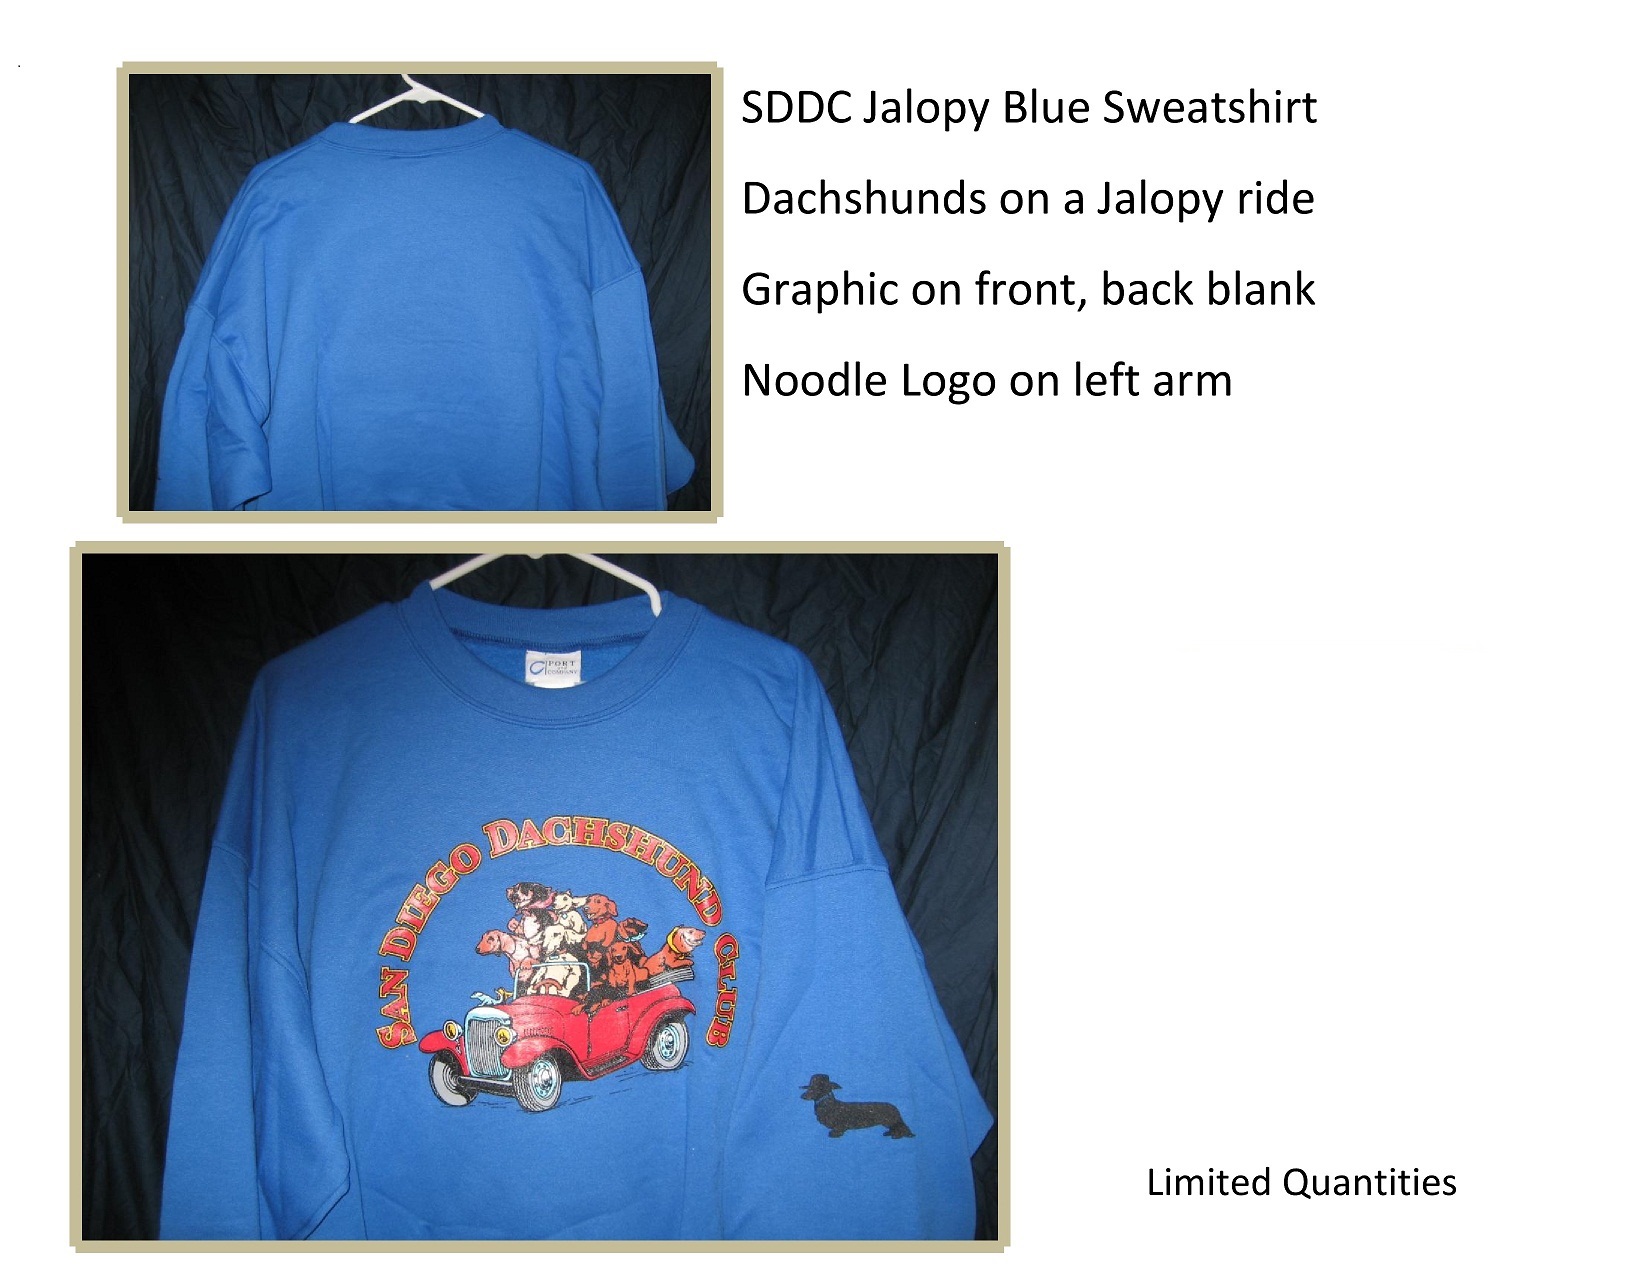 SDDC Jalopy Blue Sweatshirt
Dachshunds on a Jalopy ride
Graphic on front, back blank
Noodle Logo on left arm
PORT
and
COMPANY
SAN DIEGO DACHSHUND CLUB
Limited Quantities